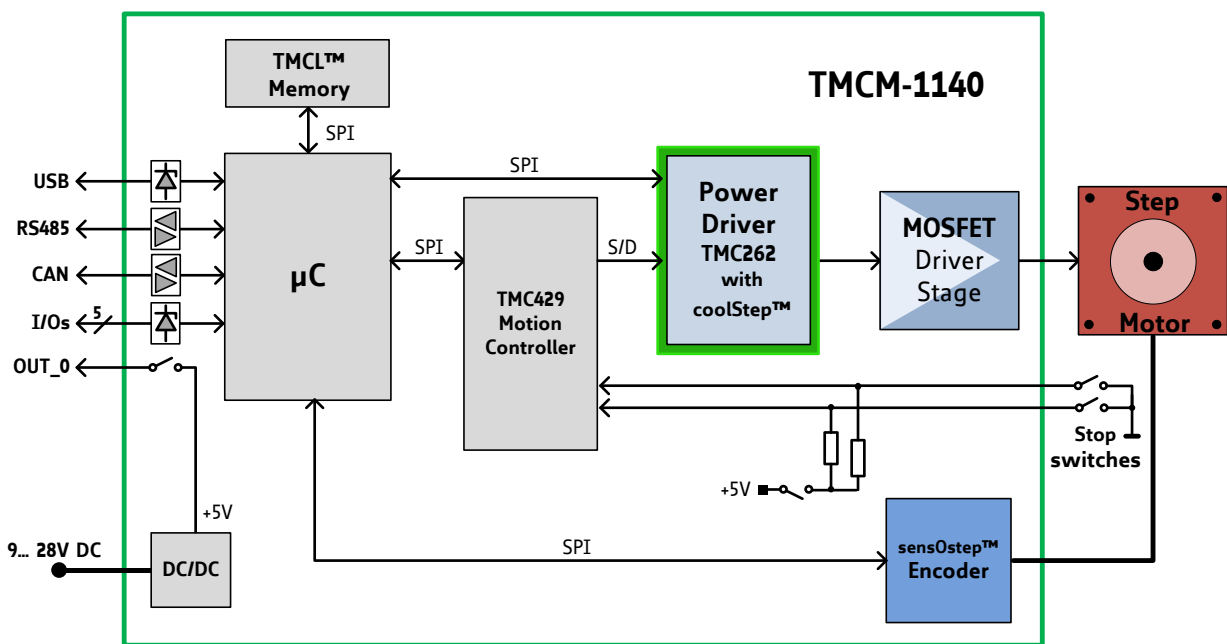 TMCL™
Memory
TMCM-1140
SPI
USB
RS485
CAN
I/Os
5
OUT_0
µC
SPI
SPI
TMC429
Motion
Controller
S/D
Power
Driver
TMC262
with
coolStep™
MOSFET
Driver
Stage
Step
Motor
Stop
switches
+5V
+5V
9... 28V DC
DC/DC
SPI
sensOstep™
Encoder